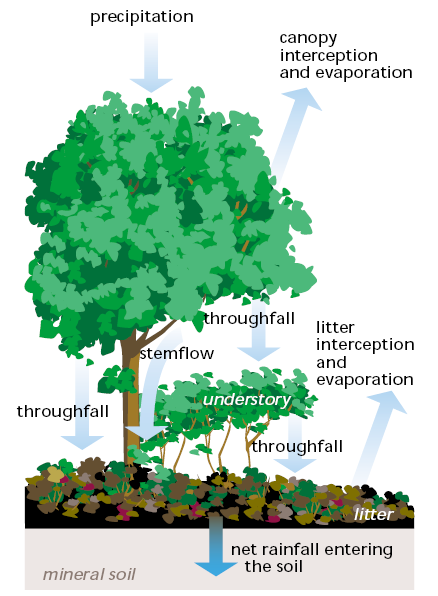 precipitation
canopy
interception
and evaporation
throughfall
litter
interception
and
evaporation
stemflow
understory
throughfall
throughfall
litter
net rainfall entering
the soil
mineral soil